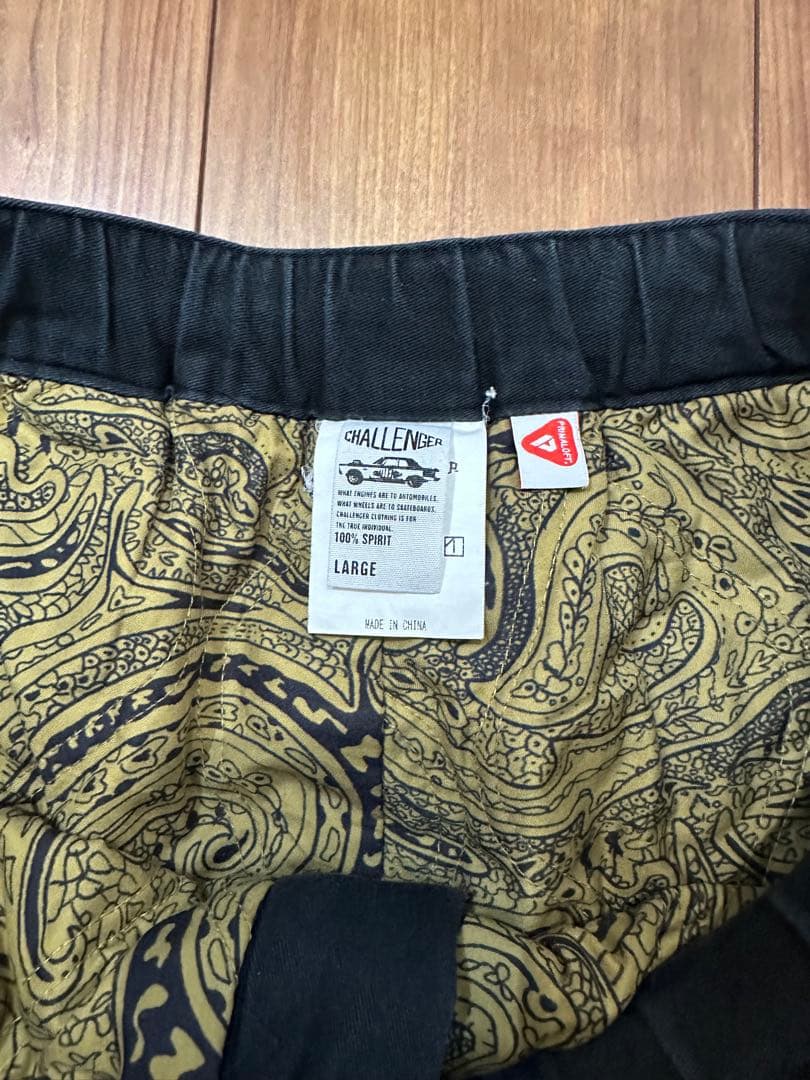 CHALLENGER
R
PRIMALOFT®
WHAT ENGINES ARE TO AUTOMOBILES.
WHAT WHEELS ARE TO SKATEBOARDS.
CHALLENGER CLOTHING IS FOR
THE TRUE INDIVIDUAL.
100% SPIRIT
LARGE
MADE IN CHINA